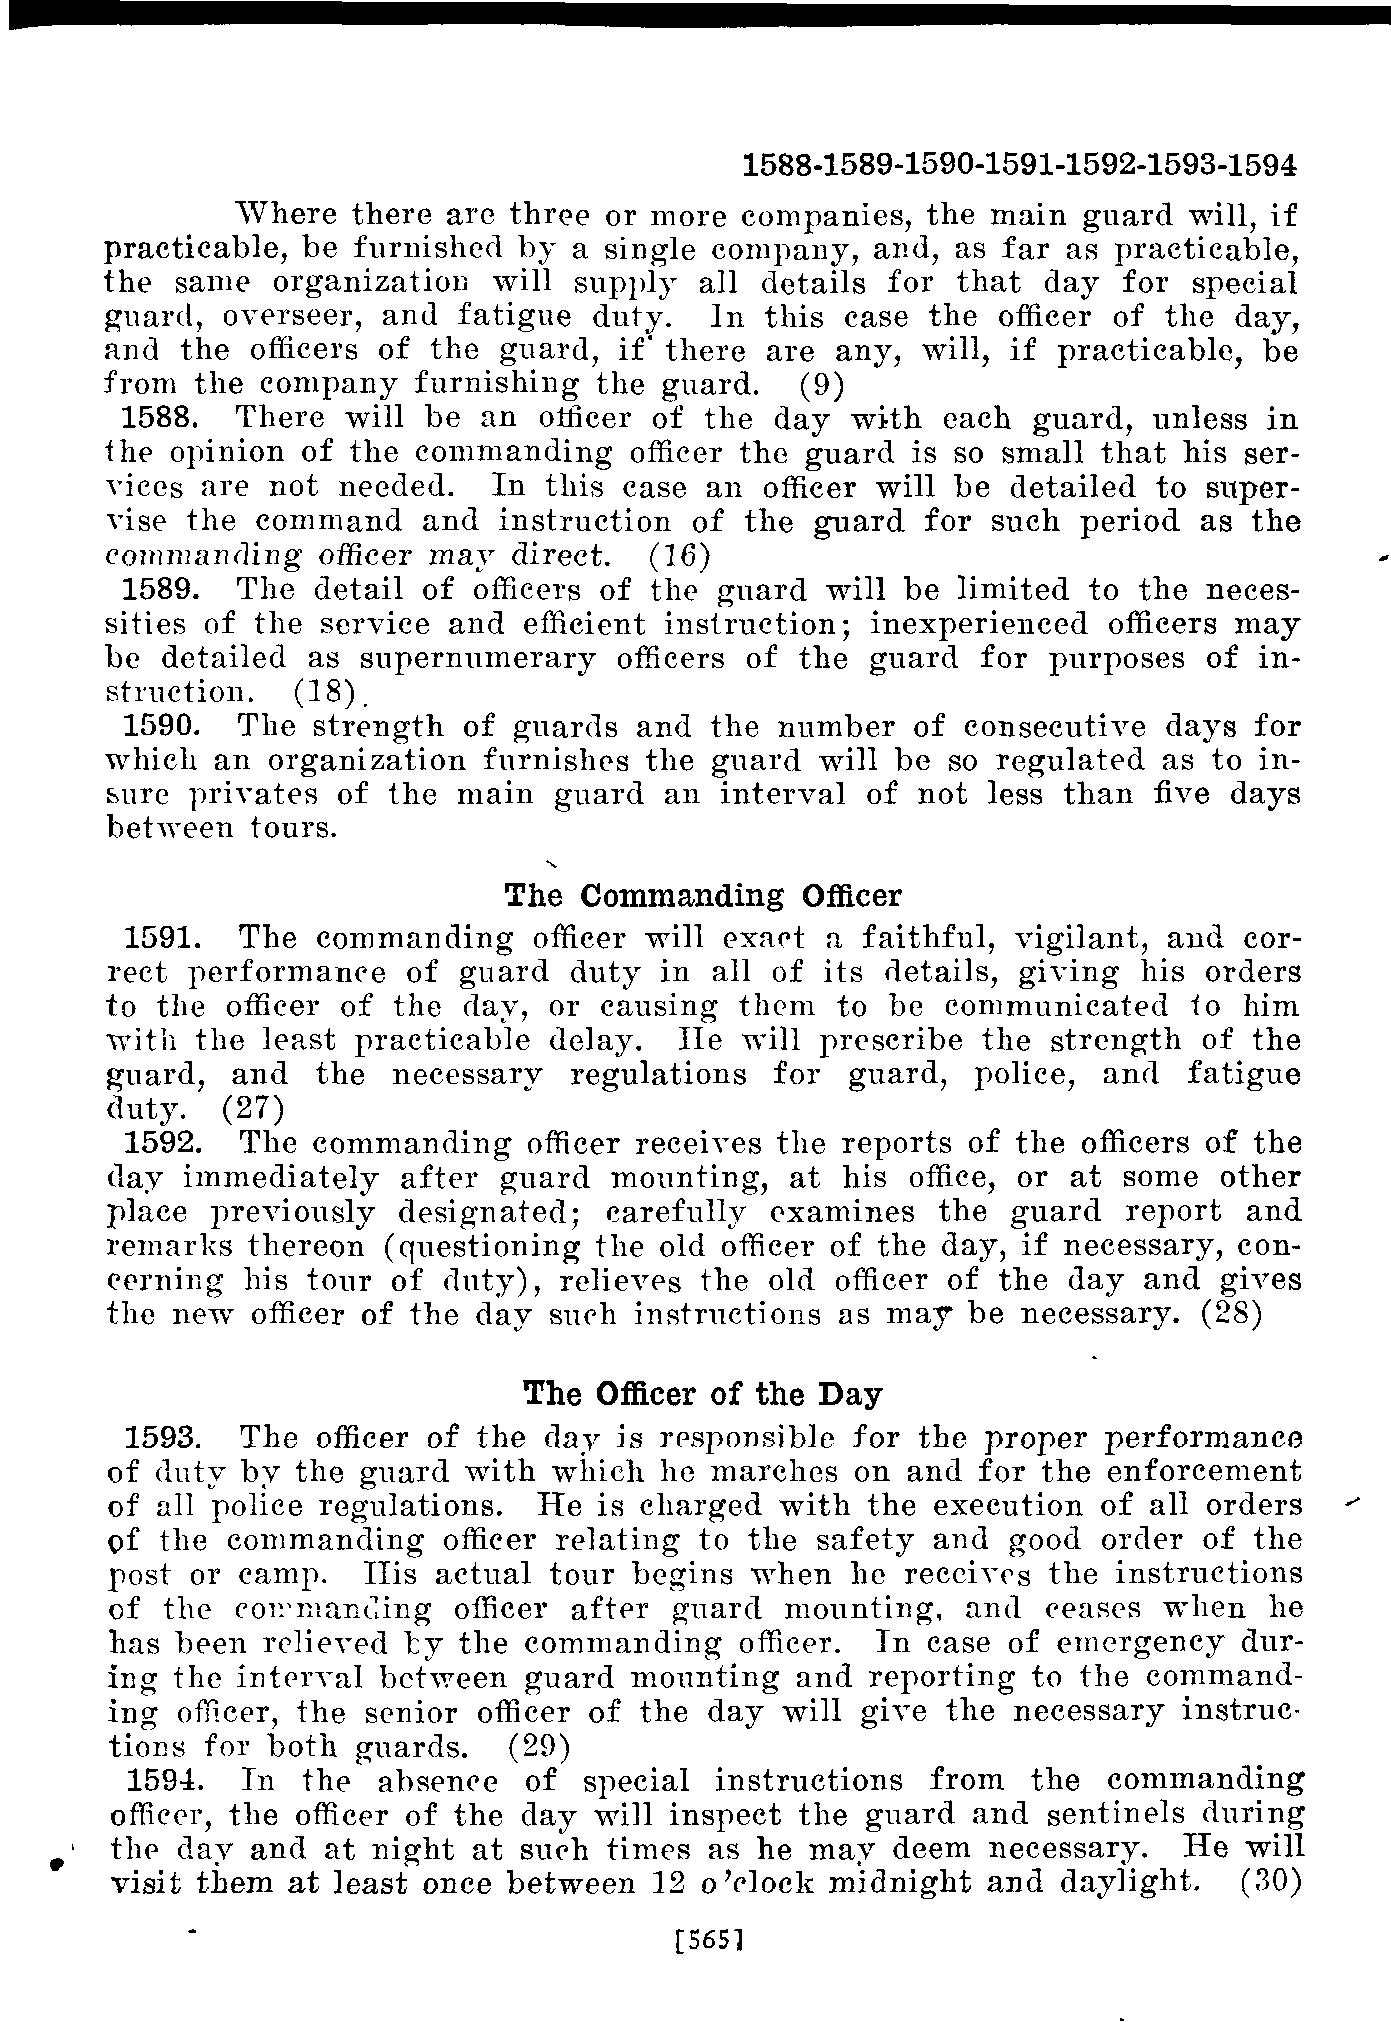 1588-1589-1590-1591-1592-1593-1594
Where there are three or more companies, the main guard will, if
practicable, be furnished by a single company, and, as far as practicable,
the same organization will supply all details for that day for special
guard, overseer, and fatigue duty. In this case the officer of the day,
and the officers of the guard, if there are any, will, if practicable, be
from the company furnishing the guard. (9)
1588. There will be an officer of the day with each guard, unless in
the opinion of the commanding officer the guard is so small that his ser-
vices are not needed. In this case an officer will be detailed to super-
vise the command and instruction of the guard for such period as the
commanding officer may direct. (16)
1589. The detail of officers of the guard will be limited to the neces-
sities of the service and efficient instruction; inexperienced officers may
be detailed as supernumerary officers of the guard for purposes of in-
struction. (18).
1590. The strength of guards and the number of consecutive days for
which an organization furnishes the guard will be so regulated as to in-
sure privates of the main guard an interval of not less than five days
between tours.
The Commanding Officer
1591. The commanding officer will exact a faithful, vigilant, and cor-
rect performance of guard duty in all of its details, giving his orders
to the officer of the day, or causing them to be communicated to him
with the least practicable delay. He will prescribe the strength of the
guard, and the necessary regulations for guard, police, and fatigue
duty. (27)
1592. The commanding officer receives the reports of the officers of the
day immediately after guard mounting, at his office, or at some other
place previously designated; carefully examines the guard report and
remarks thereon (questioning the old officer of the day, if necessary, con-
cerning his tour of duty), relieves the old officer of the day and gives
the new officer of the day such instructions as may be necessary. (28)
The Officer of the Day
1593. The officer of the day is responsible for the proper performance
of duty by the guard with which he marches on and for the enforcement
of all police regulations. He is charged with the execution of all orders
of the commanding officer relating to the safety and good order of the
post or camp. His actual tour begins when he receives the instructions
of the commanding officer after guard mounting, and ceases when he
has been relieved by the commanding officer. In case of emergency dur-
ing the interval between guard mounting and reporting to the command-
ing officer, the senior officer of the day will give the necessary instruc-
tions for both guards. (29)
1594. In the absence of special instructions from the commanding
officer, the officer of the day will inspect the guard and sentinels during
the day and at night at such times as he may deem necessary. He will
visit them at least once between 12 o'clock midnight and daylight. (30)
[565]